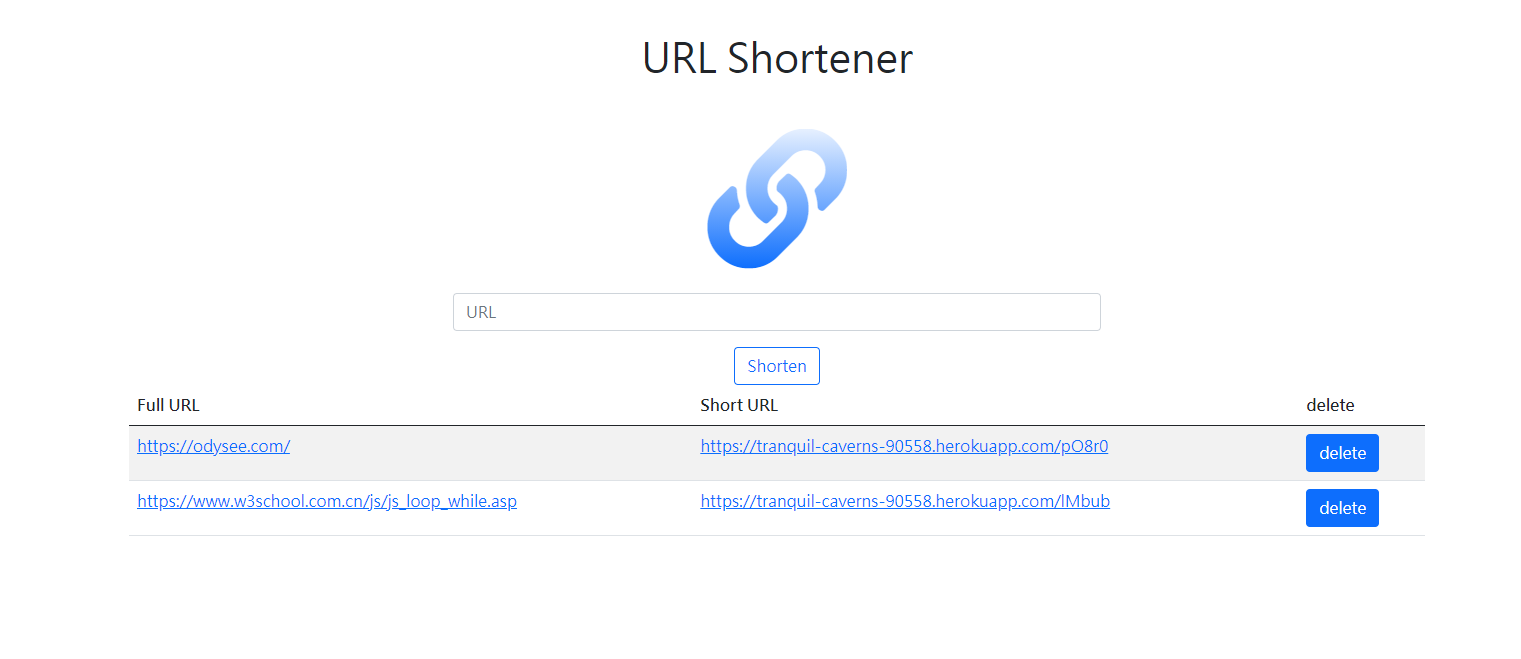 URL Shortener
URL
Shorten
Full URL Short URL delete
https://odysee.com/ https://tranquil-caverns-90558.herokuapp.com/pO8r0 delete
https://www.w3school.com.cn/js/js_loop_while.asp https://tranquil-caverns-90558.herokuapp.com/lMbub delete